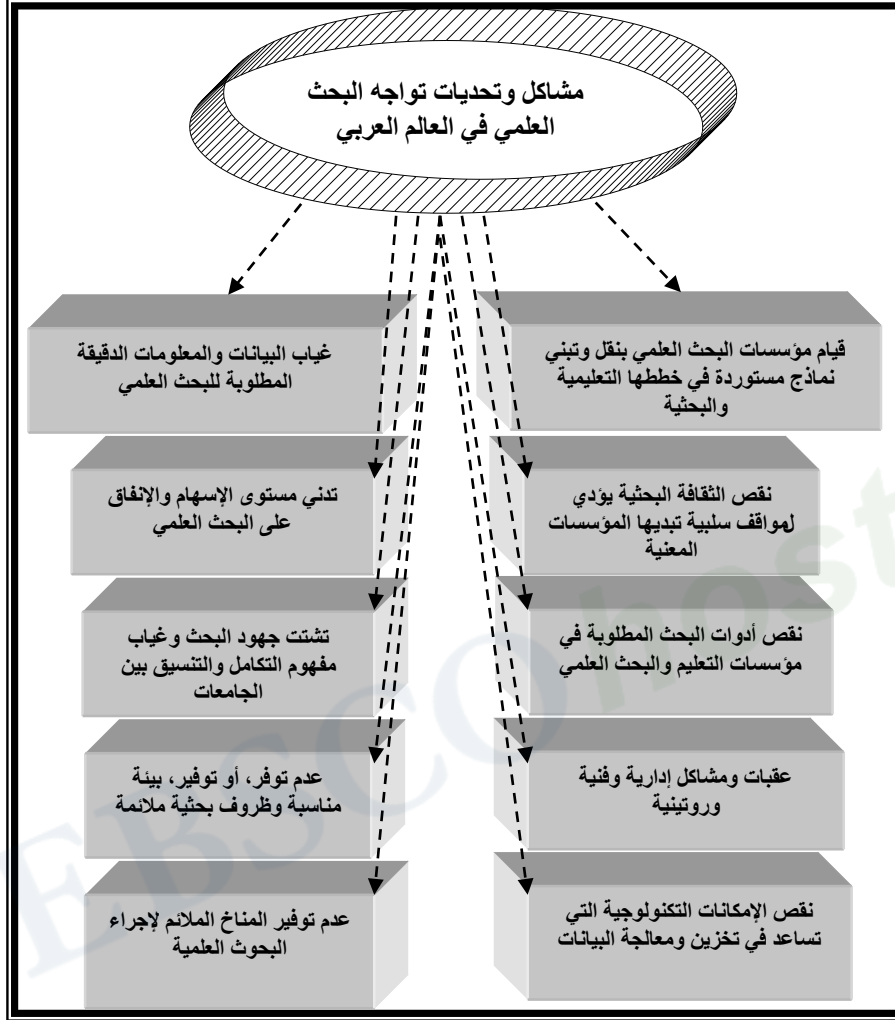 مشاكل وتحديات تواجه البحث
العلمي في العالم العربي
قيام مؤسسات البحث العلمي بنقل وتبني
نماذج مستوردة في خططها التعليمية
والبحثية
غياب البيانات والمعلومات الدقيقة
المطلوبة للبحث العلمي
نقص الثقافة البحثية يؤدي
لمواقف سلبية تبديها المؤسسات
المعنية
تدني مستوى الإسهام والإنفاق
على البحث العلمي
نقص أدوات البحث المطلوبة في
مؤسسات التعليم والبحث العلمي
تشتت جهود البحث وغياب
مفهوم التكامل والتنسيق بين
الجامعات
عقبات ومشاكل إدارية وفنية
وروتينية
عدم توفر، أو توفير، بيئة
مناسبة وظروف بحثية ملائمة
نقص الإمكانات التكنولوجية التي
تساعد في تخزين ومعالجة البيانات
عدم توفير المناخ الملائم لإجراء
البحوث العلمية
EBSCOhost